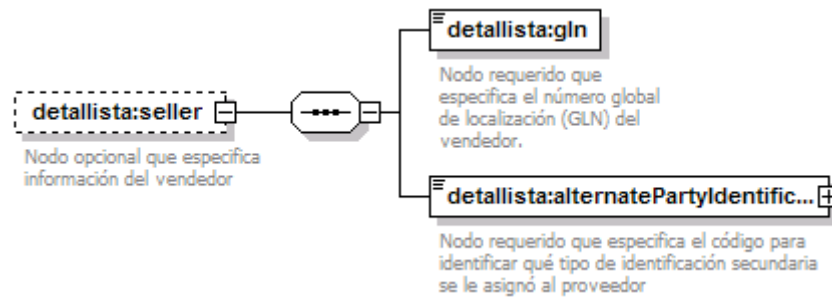 detallista:gln
Nodo requerido que
especifica el número global
de localización (GLN) del
vendedor.
detallista:seller
Nodo opcional que especifica
información del vendedor
detallista:alternatePartyIdentific...
Nodo requerido que especifica el código para
identificar qué tipo de identificación secundaria
se le asignó al proveedor